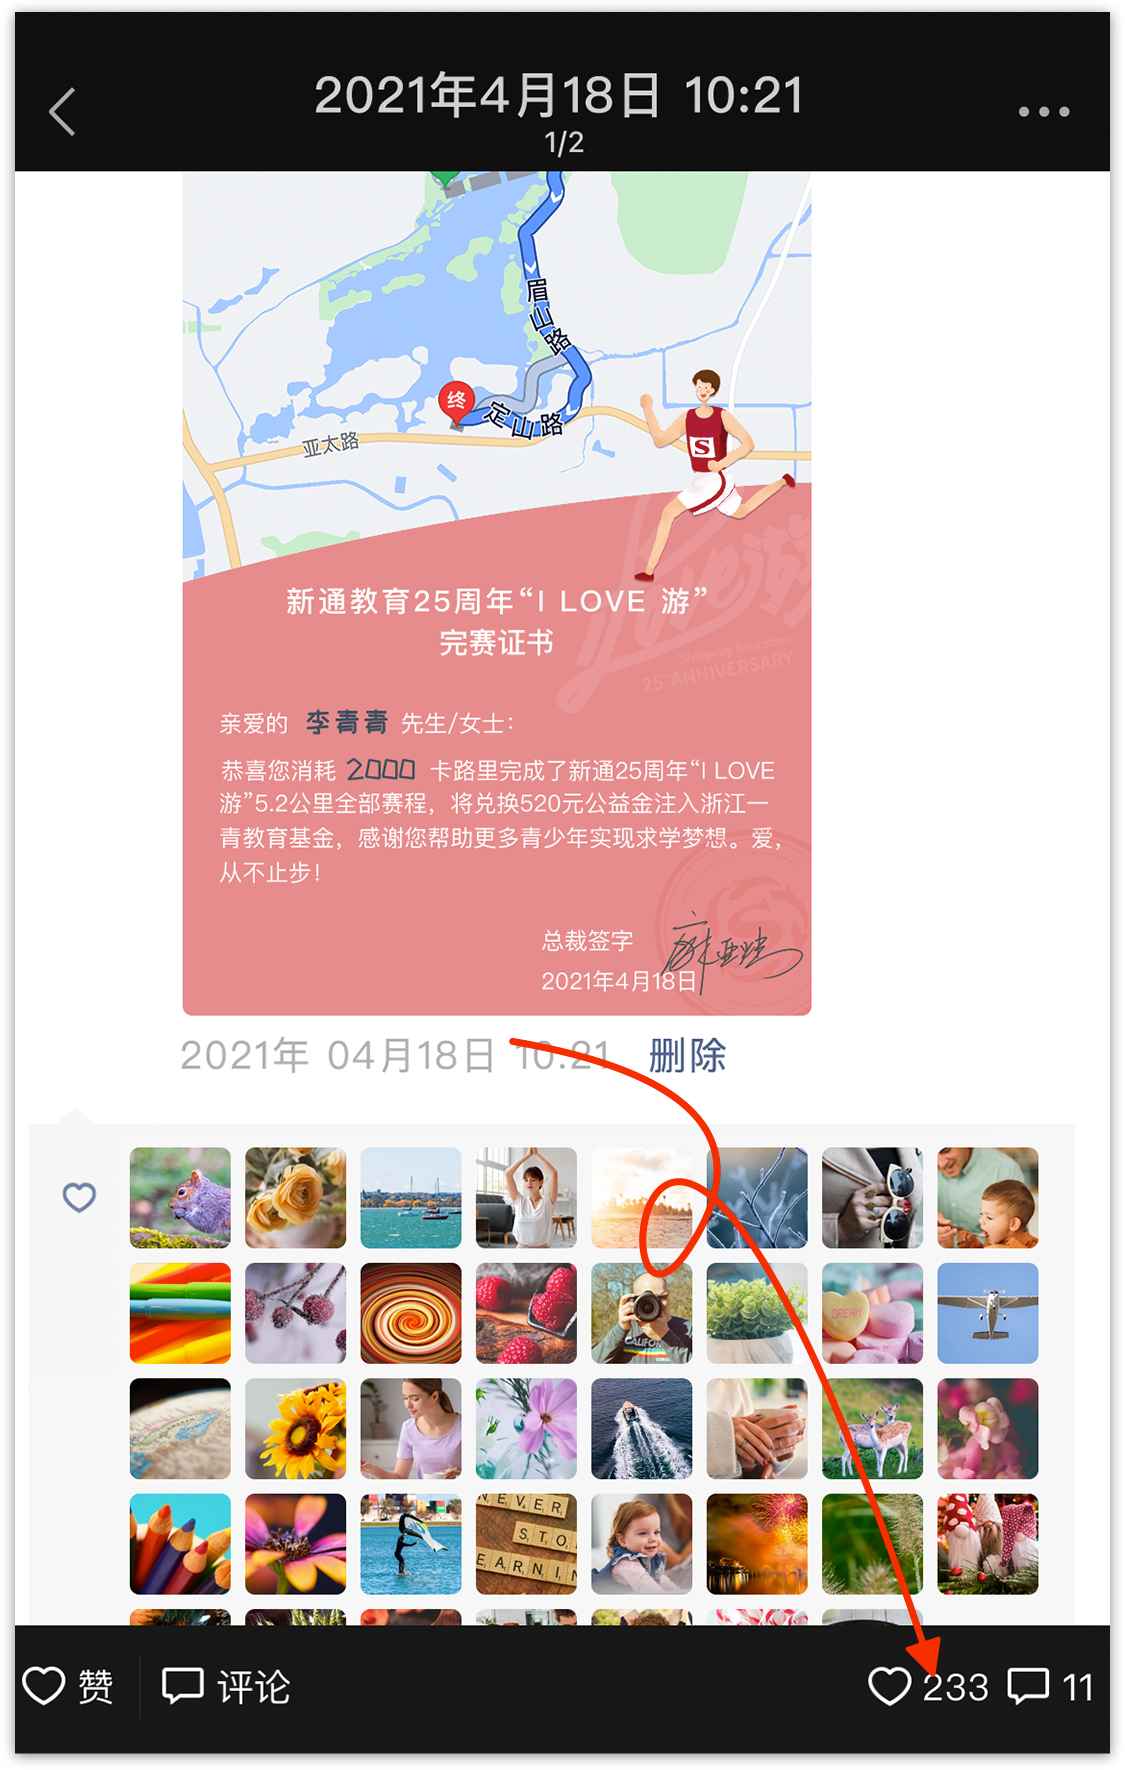 2021年4月18日 10:21
1/2
眉山路
终
定山路
亚太路
S
新通教育25周年“I LOVE 游”
完赛证书
25TH ANNIVERSARY
亲爱的 李青青 先生/女士：
恭喜您消耗 2000 卡路里完成了新通25周年“I LOVE
游”5.2公里全部赛程，将兑换520元公益金注入浙江一
青教育基金，感谢您帮助更多青少年实现求学梦想。爱，
从不止步！
总裁签字
2021年4月18日
2021年 04月18日 10:21 删除
CALIFOR
NEVER
STO
EARNIN
赞 评论 233 11